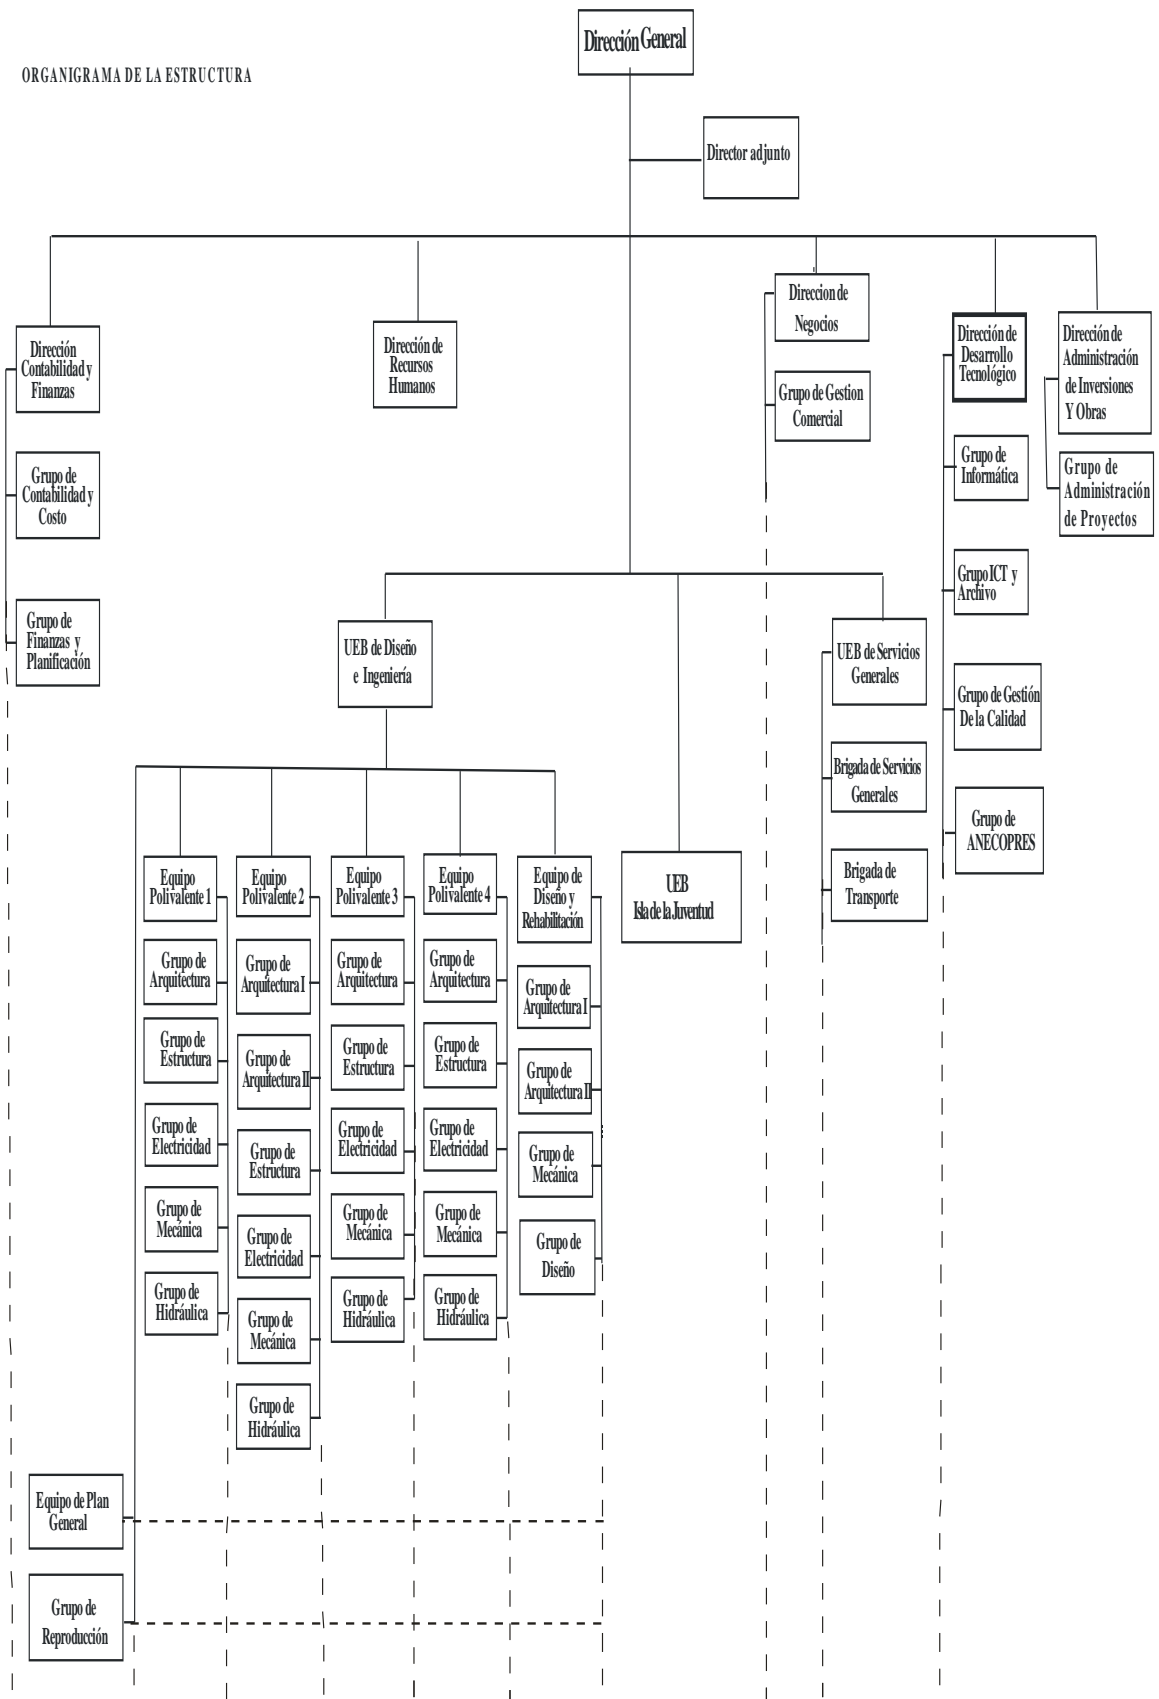 Dirección General
ORGANIGRAMA DE LA ESTRUCTURA
Director adjunto
Dirección
Contabilidad y
Finanzas
Grupo de
Contabilidad y
Costo
Grupo de
Finanzas y
Planificación
Dirección de
Recursos
Humanos
Direccion de
Negocios
Grupo de Gestion
Comercial
Dirección de
Desarrollo
Tecnológico
Grupo de
Informática
Grupo ICT y
Archivo
Grupo de Gestión
De la Calidad
Grupo de
ANECOPRES
Dirección de
Administración
de Inversiones
Y Obras
Grupo de
Administración
de Proyectos
UEB de Diseño
e Ingeniería
UEB
Isla de la Juventud
UEB de Servicios
Generales
Brigada de Servicios
Generales
Brigada de
Transporte
Equipo
Polivalente 1
Grupo de
Arquitectura
Grupo de
Estructura
Grupo de
Electricidad
Grupo de
Mecánica
Grupo de
Hidráulica
Equipo
Polivalente 2
Grupo de
Arquitectura I
Grupo de
Arquitectura II
Grupo de
Estructura
Grupo de
Electricidad
Grupo de
Mecánica
Grupo de
Hidráulica
Equipo
Polivalente 3
Grupo de
Arquitectura
Grupo de
Estructura
Grupo de
Electricidad
Grupo de
Mecánica
Grupo de
Hidráulica
Equipo
Polivalente 4
Grupo de
Arquitectura
Grupo de
Estructura
Grupo de
Electricidad
Grupo de
Mecánica
Grupo de
Hidráulica
Equipo de
Diseño y
Rehabilitación
Grupo de
Arquitectura I
Grupo de
Arquitectura II
Grupo de
Mecánica
Grupo de
Diseño
Equipo de Plan
General
Grupo de
Reproducción